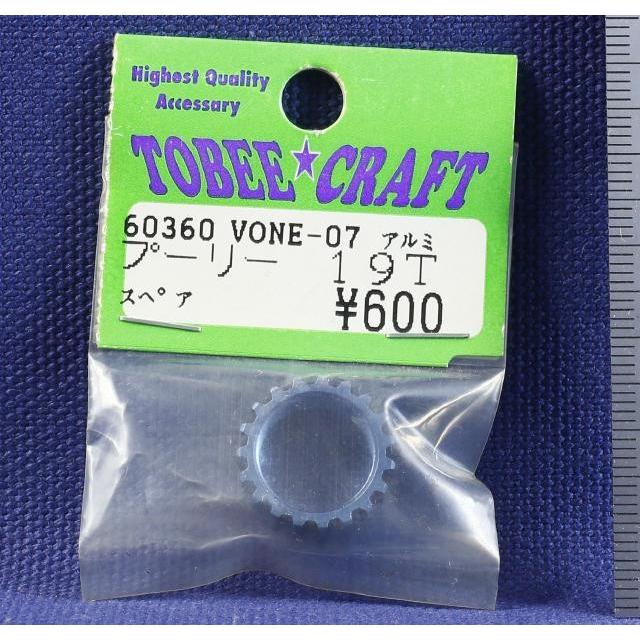 Highest Quality
Accessary
TOBEE★CRAFT
60360 VONE-07 アルミ
プーリー 19T
スペア ¥600